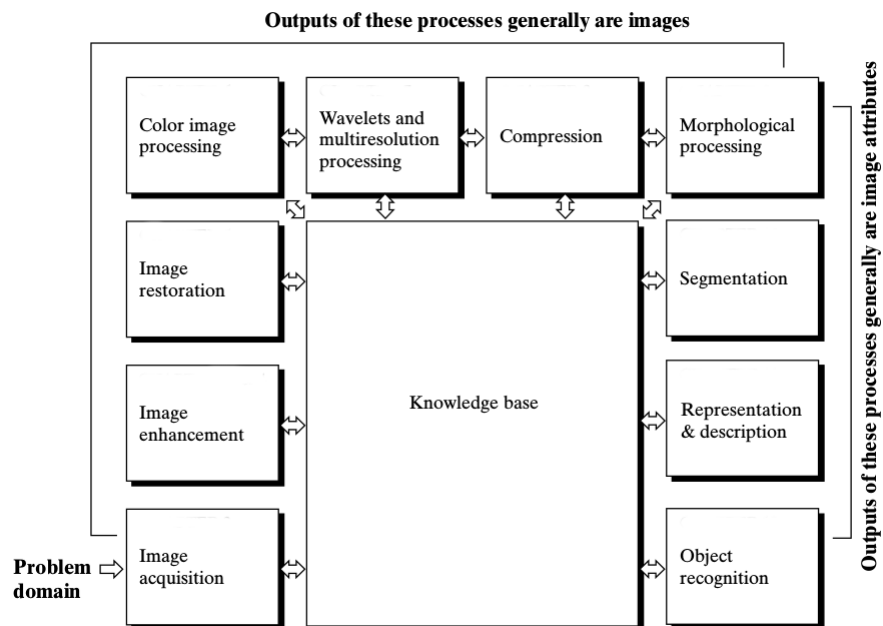 Outputs of these processes generally are images
Color image
processing
Wavelets and
multiresolution
processing
Compression
Morphological
processing
Outputs of these processes generally are image attributes
Image
restoration
Segmentation
Knowledge base
Image
enhancement
Representation
& description
Problem
domain
Image
acquisition
Object
recognition